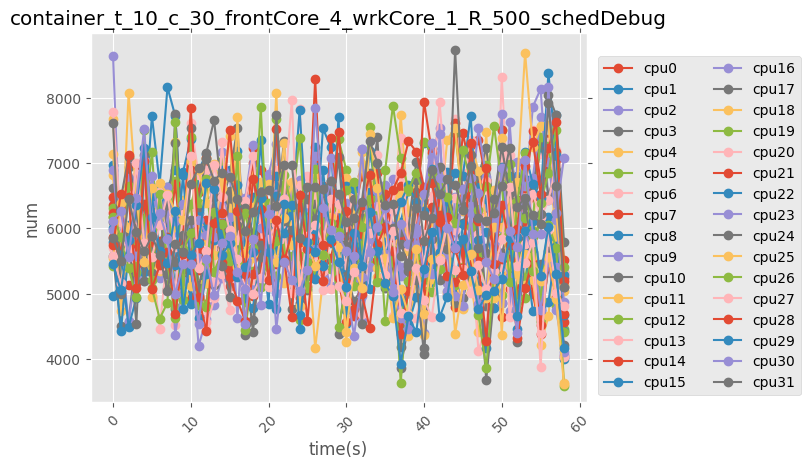 container_t_10_c_30_frontCore_4_wrkCore_1_R_500_schedDebug
num
8000
7000
6000
5000
4000
0
10
20
30
40
50
60
time(s)
cpu0
cpu1
cpu2
cpu3
cpu4
cpu5
cpu6
cpu7
cpu8
cpu9
cpu10
cpu11
cpu12
cpu13
cpu14
cpu15
cpu16
cpu17
cpu18
cpu19
cpu20
cpu21
cpu22
cpu23
cpu24
cpu25
cpu26
cpu27
cpu28
cpu29
cpu30
cpu31